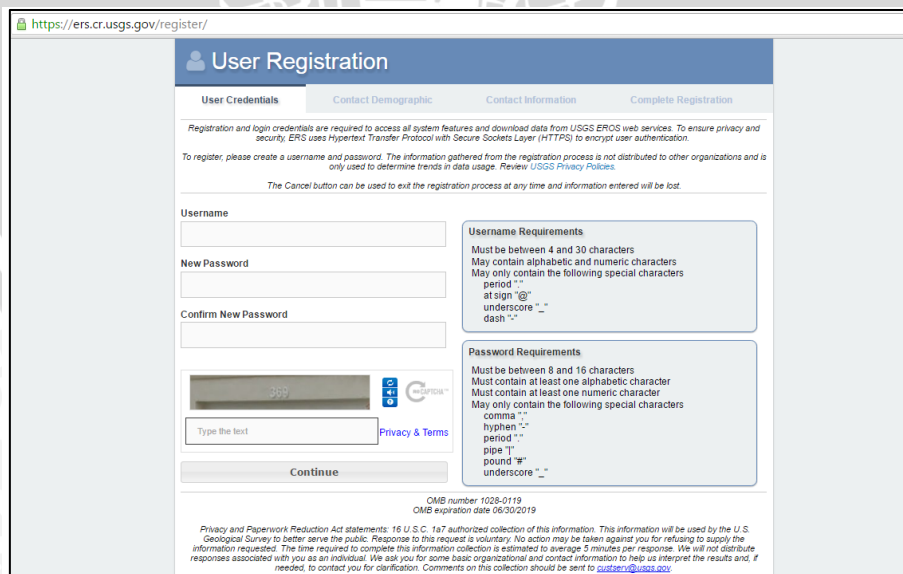 https://ers.cr.usgs.gov/register/
User Registration
User Credentials
Contact Demographic
Contact Information
Complete Registration
Registration and login credentials are required to access all system features and download data from USGS EROS web services. To ensure privacy and
security, ERS uses Hypertext Transfer Protocol with Secure Sockets Layer (HTTPS) to encrypt user authentication.
To register, please create a username and password. The information gathered from the registration process is not distributed to other organizations and is
only used to determine trends in data usage. Review USGS Privacy Policies.
The Cancel button can be used to exit the registration process at any time and information entered will be lost.
Username
New Password
Confirm New Password
369
reCAPTCHA™
Type the text
Privacy & Terms
Continue
Username Requirements
Must be between 4 and 30 characters
May contain alphabetic and numeric characters
May only contain the following special characters
period "."
at sign "@"
underscore "_"
dash "-"
Password Requirements
Must be between 8 and 16 characters
Must contain at least one alphabetic character
Must contain at least one numeric character
May only contain the following special characters
comma ","
hyphen "-"
period "."
pipe "|"
pound "#"
underscore "_"
OMB number 1028-0119
OMB expiration date 06/30/2019
Privacy and Paperwork Reduction Act statements: 16 U.S.C. 1a7 authorized collection of this information. This information will be used by the U.S.
Geological Survey to better serve the public. Response to this request is voluntary. No action may be taken against you for refusing to supply the
information requested. The time required to complete this information collection is estimated to average 5 minutes per response. We will not distribute
responses associated with you as an individual. We ask you for some basic organizational and contact information to help us interpret the results and, if
needed, to contact you for clarification. Comments on this collection should be sent to custserv@usgs.gov.